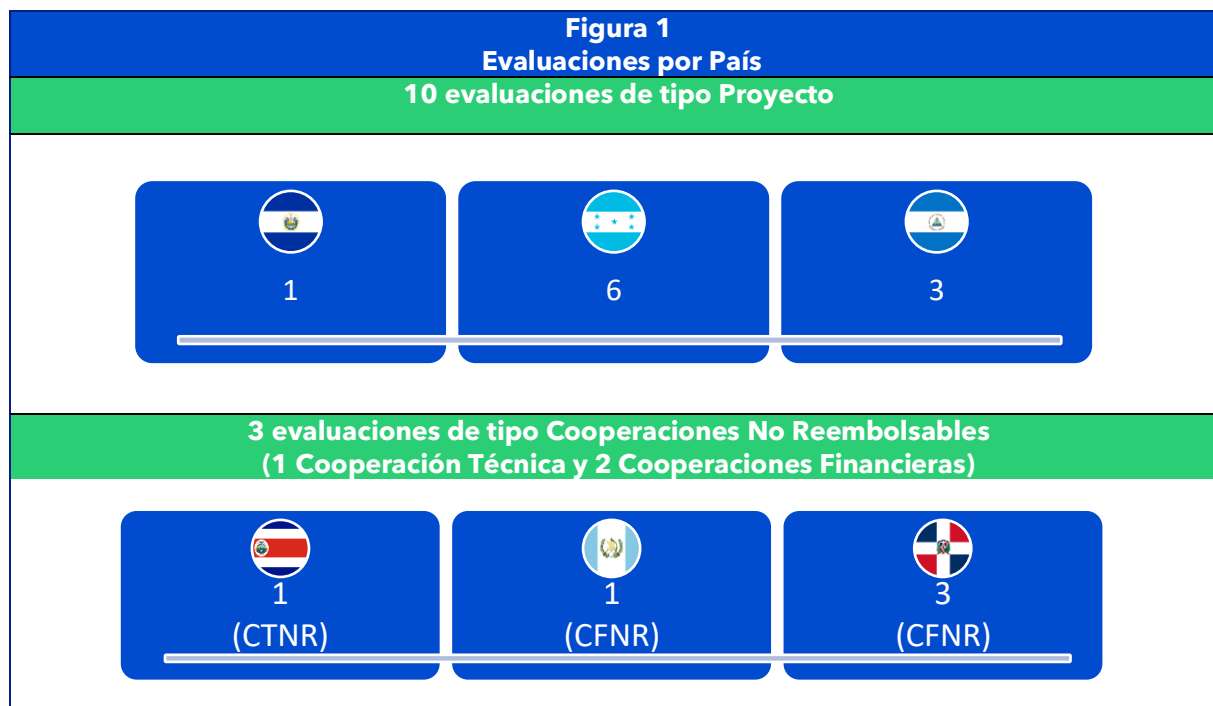 Figura 1
Evaluaciones por País
10 evaluaciones de tipo Proyecto
1
6
3
3 evaluaciones de tipo Cooperaciones No Reembolsables
(1 Cooperación Técnica y 2 Cooperaciones Financieras)
1
(CTNR)
1
(CFNR)
3
(CFNR)